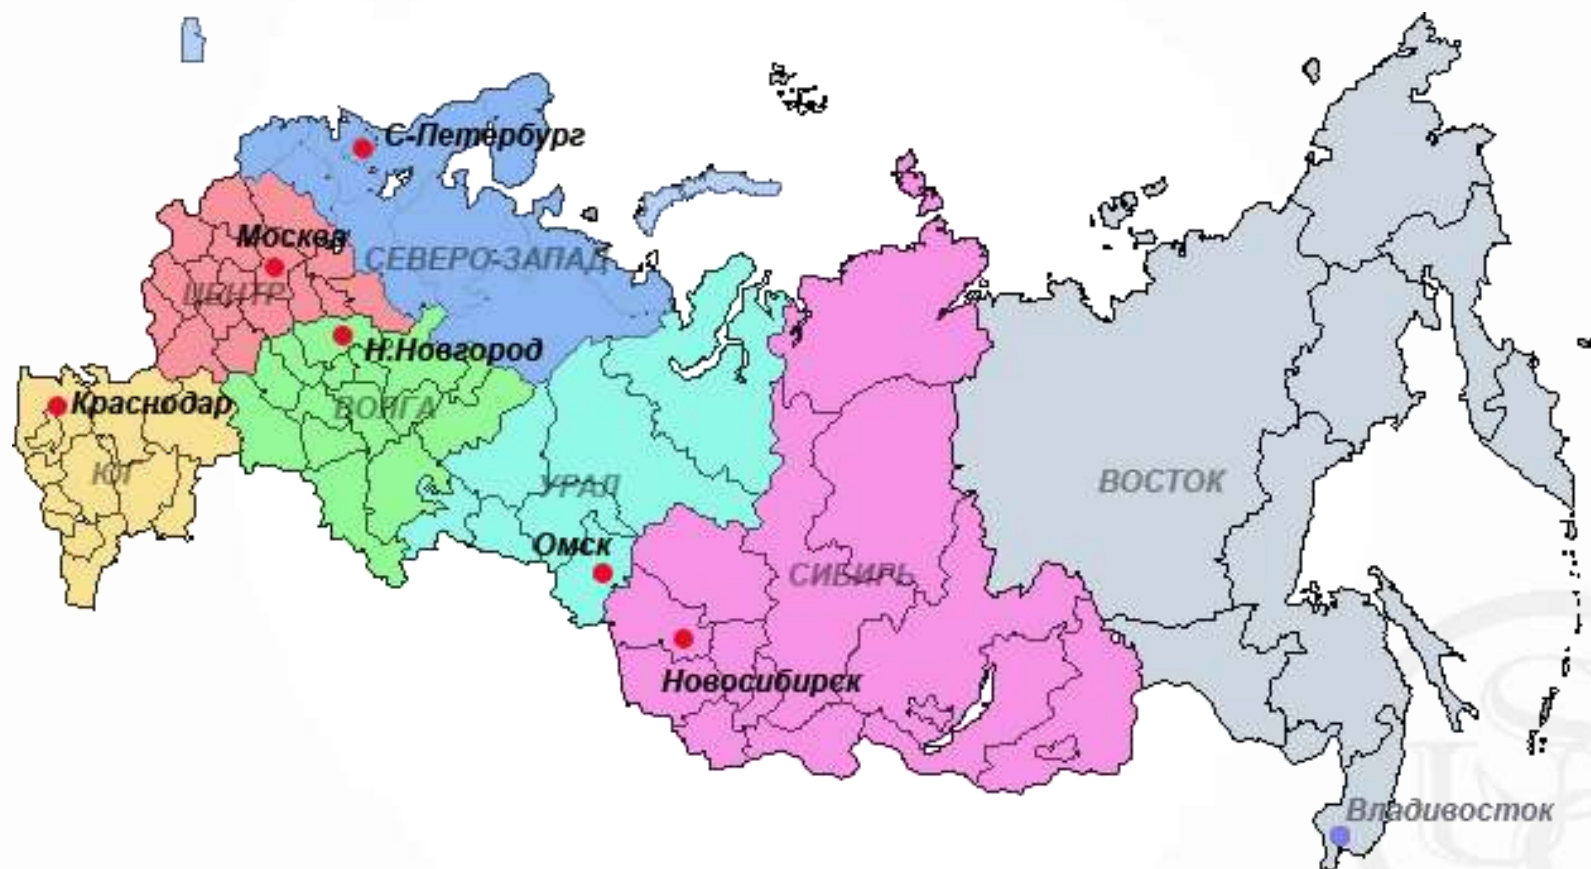 С-Петербург
Москва
СЕВЕРО-ЗАПАД
ЦЕНТР
Н.Новгород
Краснодар
ВОЛГА
ЮГ
УРАЛ
ВОСТОК
Омск
СИБИРЬ
Новосибирск
Владивосток